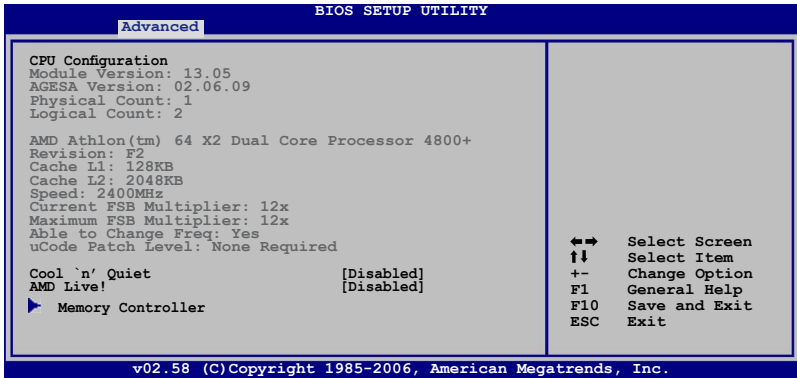 BIOS SETUP UTILITY
Advanced
CPU Configuration
Module Version: 13.05
AGESA Version: 02.06.09
Physical Count: 1
Logical Count: 2
AMD Athlon(tm) 64 X2 Dual Core Processor 4800+
Revision: F2
Cache L1: 128KB
Cache L2: 2048KB
Speed: 2400MHz
Current FSB Multiplier: 12x
Maximum FSB Multiplier: 12x
Able to Change Freq: Yes
uCode Patch Level: None Required
Cool `n’ Quiet [Disabled]
AMD Live! [Disabled]
Memory Controller
←→ Select Screen
↑↓ Select Item
+- Change Option
F1 General Help
F10 Save and Exit
ESC Exit
v02.58 (C)Copyright 1985-2006, American Megatrends, Inc.